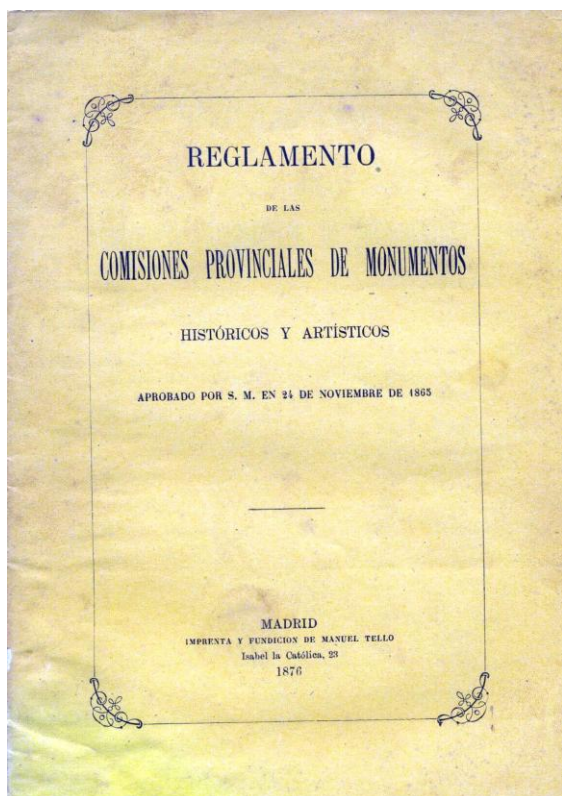 REGLAMENTO
DE LAS
COMISIONES PROVINCIALES DE MONUMENTOS
HISTÓRICOS Y ARTÍSTICOS
APROBADO POR S. M. EN 24 DE NOVIEMBRE DE 1865
MADRID
IMPRENTA Y FUNDICION DE MANUEL TELLO
Isabel la Católica, 23
1876